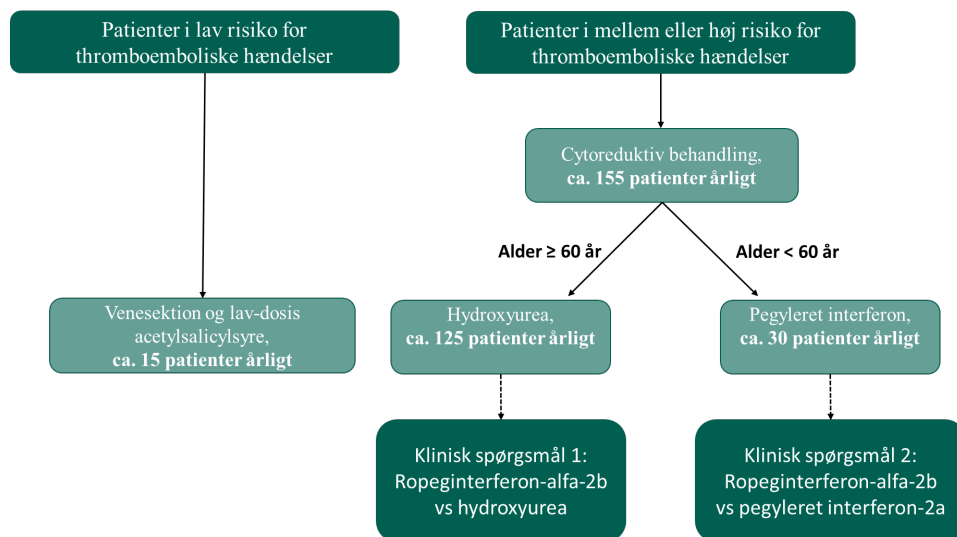 Patienter i lav risiko for
thromboemboliske hændelser
Patienter i mellem eller høj risiko for
thromboemboliske hændelser
Cytoreduktiv behandling,
ca. 155 patienter årligt
Alder ≥ 60 år
Alder < 60 år
Venesektion og lav-dosis
acetylsalicylsyre,
ca. 15 patienter årligt
Hydroxyurea,
ca. 125 patienter årligt
Pegyleret interferon,
ca. 30 patienter årligt
Klinisk spørgsmål 1:
Ropeginterferon-alfa-2b
vs hydroxyurea
Klinisk spørgsmål 2:
Ropeginterferon-alfa-2b
vs pegyleret interferon-2a